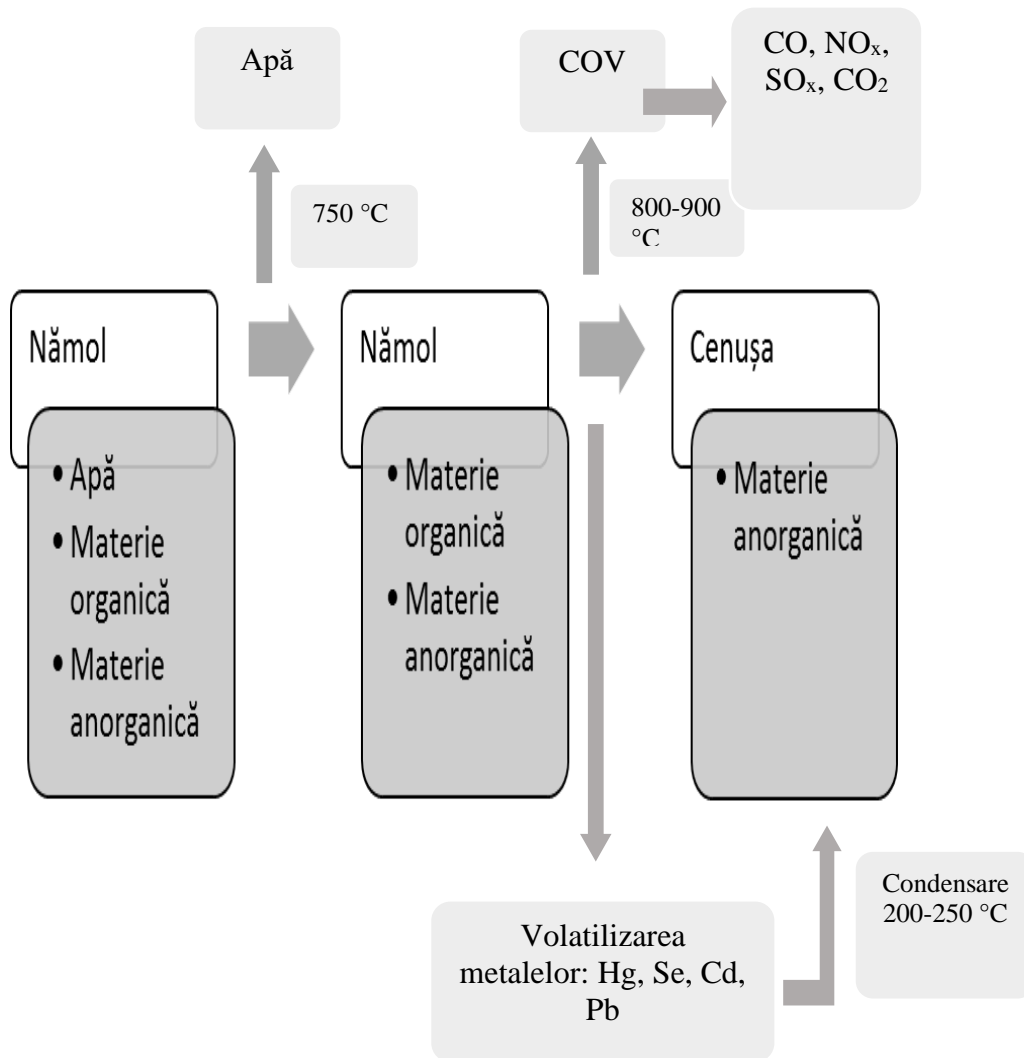 Apă
COV
CO, NOₓ,
SOₓ, CO₂
750 °C
800-900
°C
Nămol
• Apă
• Materie
organică
• Materie
anorganică
Nămol
• Materie
organică
• Materie
anorganică
Cenușa
• Materie
anorganică
Volatilizarea
metalelor: Hg, Se, Cd,
Pb
Condensare
200-250 °C